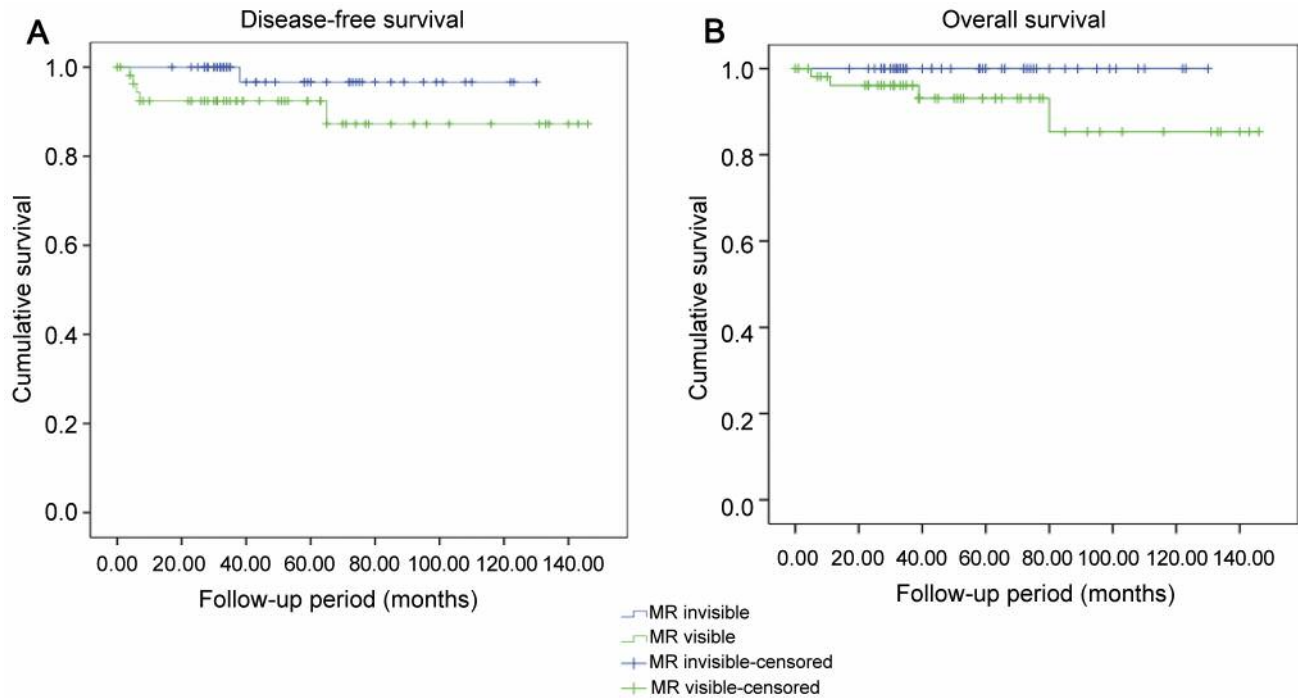 A
Disease-free survival
1.0
0.8
0.6
0.4
0.2
0.0
Cumulative survival
0.00 20.00 40.00 60.00 80.00 100.00 120.00 140.00
Follow-up period (months)
B
Overall survival
1.0
0.8
0.6
0.4
0.2
0.0
Cumulative survival
0.00 20.00 40.00 60.00 80.00 100.00 120.00 140.00
Follow-up period (months)
MR invisible
MR visible
MR invisible-censored
MR visible-censored